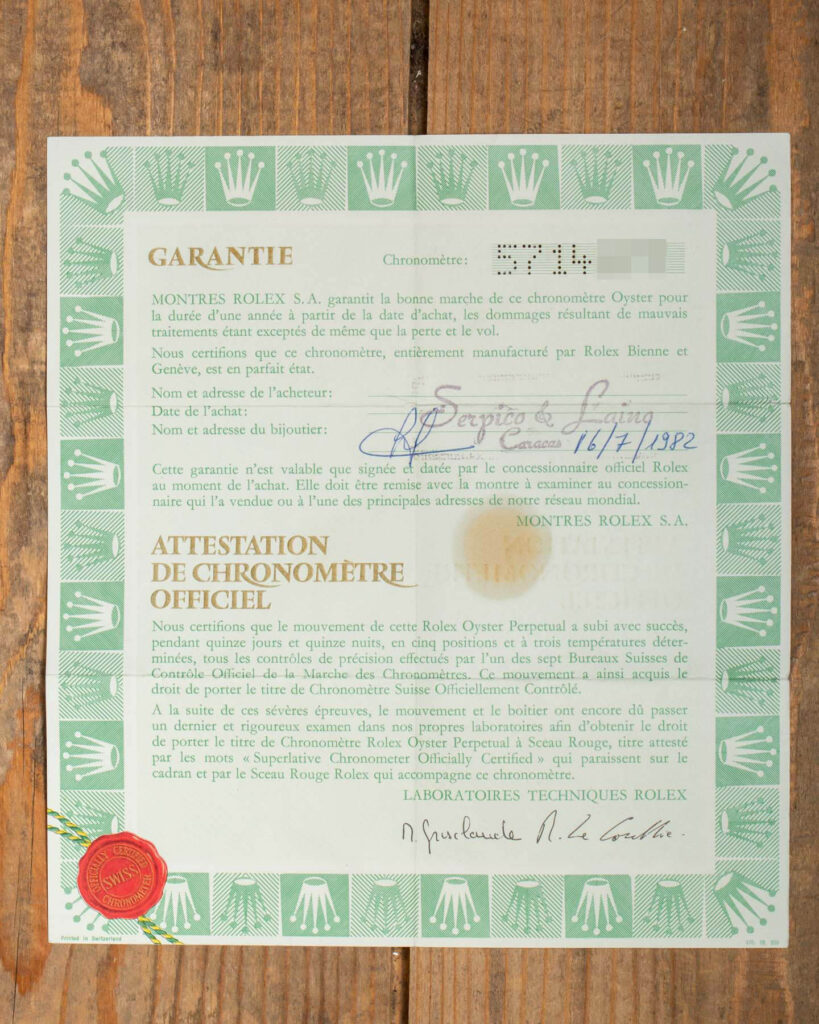 GARANTIE
Chronomètre: 5714
MONTRES ROLEX S.A. garantit la bonne marche de ce chronomètre Oyster pour
la durée d'une année à partir de la date d'achat, les dommages résultant de mauvais
traitements étant exceptés de même que la perte et le vol.
Nous certifions que ce chronomètre, entièrement manufacturé par Rolex Bienne et
Genève, est en parfait état.
Nom et adresse de l'acheteur:
Date de l'achat:
Nom et adresse du bijoutier:
Serpico & Laino
Caracas
16/7/1982
Cette garantie n'est valable que signée et datée par le concessionnaire officiel Rolex
au moment de l'achat. Elle doit être remise avec la montre à examiner au concession-
naire qui l'a vendue ou à l'une des principales adresses de notre réseau mondial.
MONTRES ROLEX S.A.
ATTESTATION
DE CHRONOMÈTRE
OFFICIEL
Nous certifions que le mouvement de cette Rolex Oyster Perpetual a subi avec succès,
pendant quinze jours et quinze nuits, en cinq positions et à trois températures déter-
minées, tous les contrôles de précision effectués par l'un des sept Bureaux Suisses de
Contrôle Officiel de la Marche des Chronomètres. Ce mouvement a ainsi acquis le
droit de porter le titre de Chronomètre Suisse Officiellement Contrôlé.
A la suite de ces sévères épreuves, le mouvement et le boîtier ont encore dû passer
un dernier et rigoureux examen dans nos propres laboratoires afin d'obtenir le droit
de porter le titre de Chronomètre Rolex Oyster Perpetual à Sceau Rouge, titre attesté
par les mots « Superlative Chronometer Officially Certified » qui paraissent sur le
cadran et par le Sceau Rouge Rolex qui accompagne ce chronomètre.
LABORATOIRES TECHNIQUES ROLEX
OFFICIALLY CERTIFIED
SWISS
CHRONOMETER
Printed in Switzerland